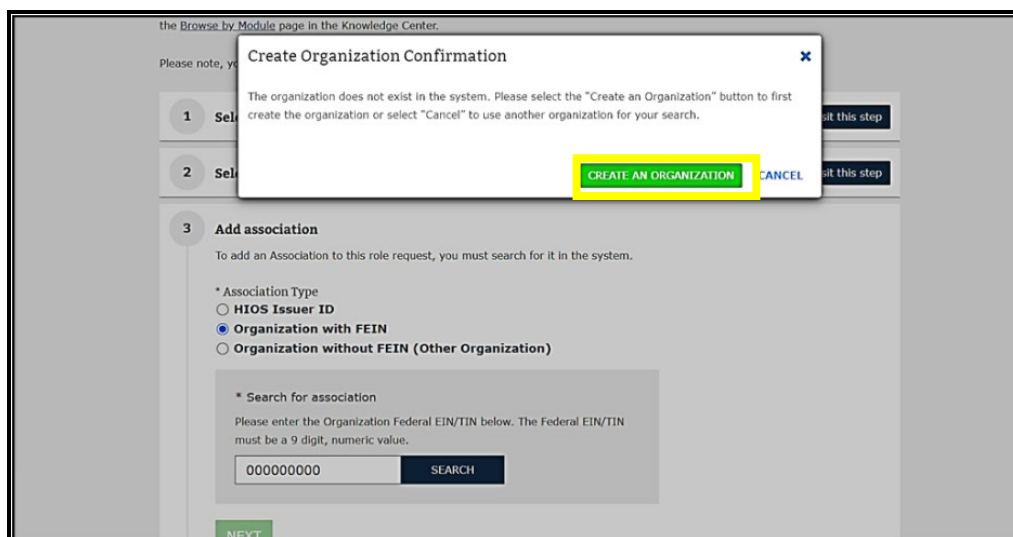 the Browse by Module page in the Knowledge Center.
Please note, yo
Create Organization Confirmation
The organization does not exist in the system. Please select the "Create an Organization" button to first
create the organization or select "Cancel" to use another organization for your search.
CREATE AN ORGANIZATION CANCEL
1 Sel sit this step
2 Sel sit this step
3 Add association
To add an Association to this role request, you must search for it in the system.
* Association Type
HIOS Issuer ID
Organization with FEIN
Organization without FEIN (Other Organization)
* Search for association
Please enter the Organization Federal EIN/TIN below. The Federal EIN/TIN
must be a 9 digit, numeric value.
000000000 SEARCH
NEXT